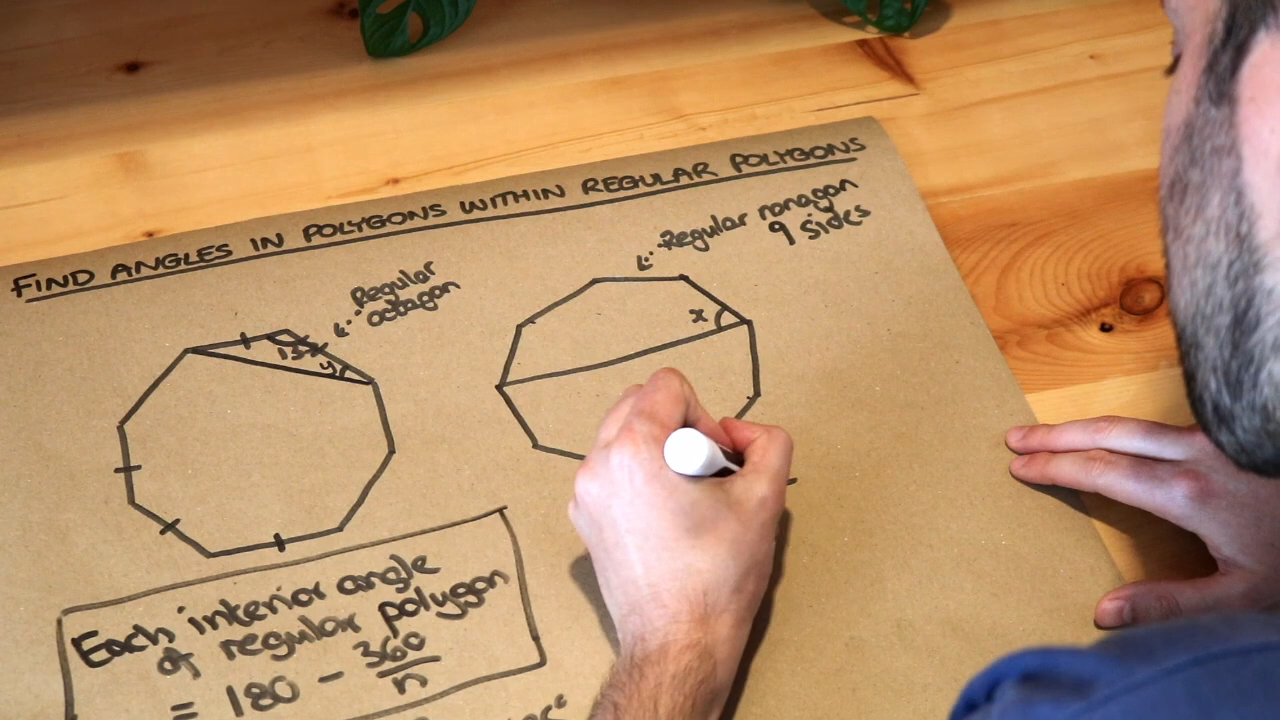 FIND ANGLES IN POLYGONS WITHIN REGULAR POLYGONS
Regular
octagon
y
Regular nonagon
9 sides
x
Each interior angle
of regular polygon
= 180 - 360
n